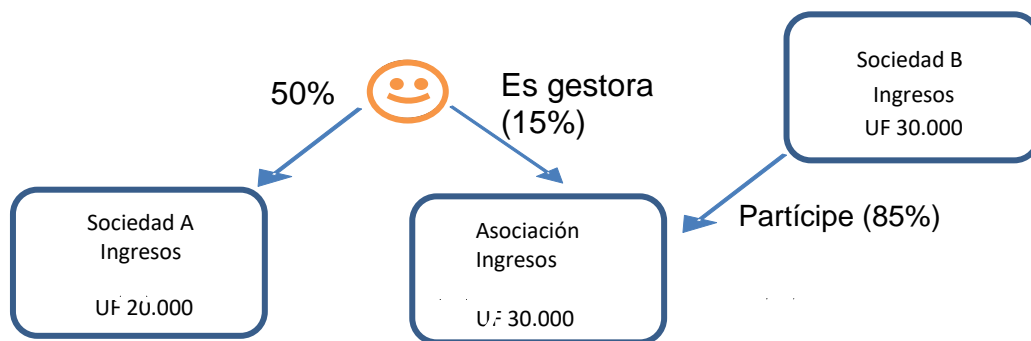 50%
Es gestora
(15%)
Sociedad B
Ingresos
UF 30.000
Sociedad A
Ingresos
UF 20.000
Asociación
Ingresos
UF 30.000
Partícipe (85%)